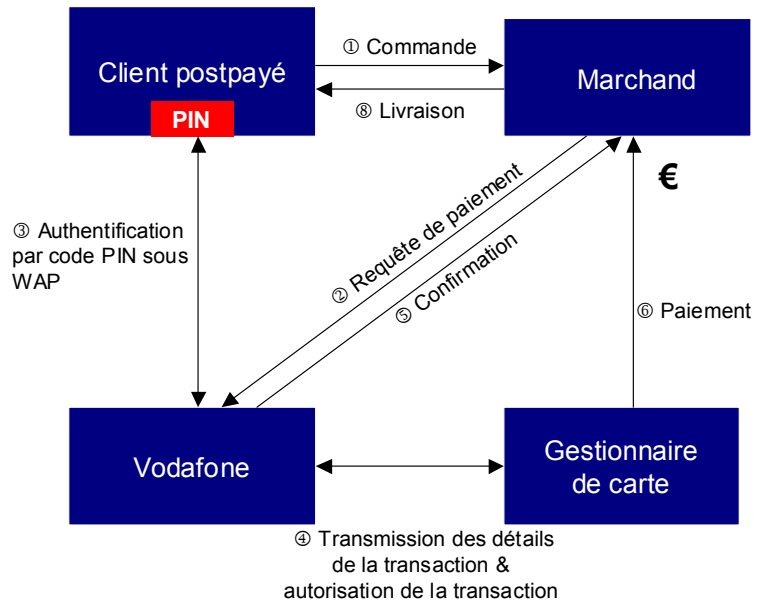 ① Commande
Client postpayé
Marchand
⑧ Livraison
PIN
€
③ Authentification
par code PIN sous
WAP
② Requête de paiement
⑤ Confirmation
⑥ Paiement
Vodafone
Gestionnaire
de carte
④ Transmission des détails
de la transaction &
autorisation de la transaction